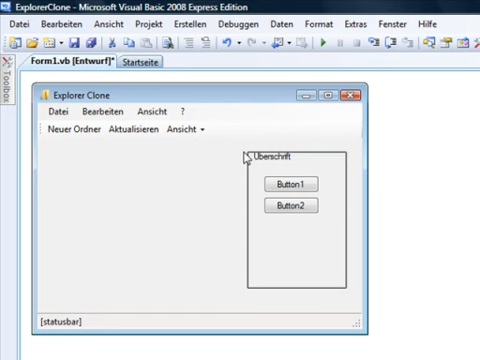 ExplorerClone - Microsoft Visual Basic 2008 Express Edition
Datei Bearbeiten Ansicht Projekt Erstellen Debuggen Daten Format Extras Fenster Hilfe
Form1.vb [Entwurf]* Startseite
Toolbox
Explorer Clone
Datei Bearbeiten Ansicht ?
Neuer Ordner Aktualisieren Ansicht
Überschrift
Button1
Button2
[statusbar]